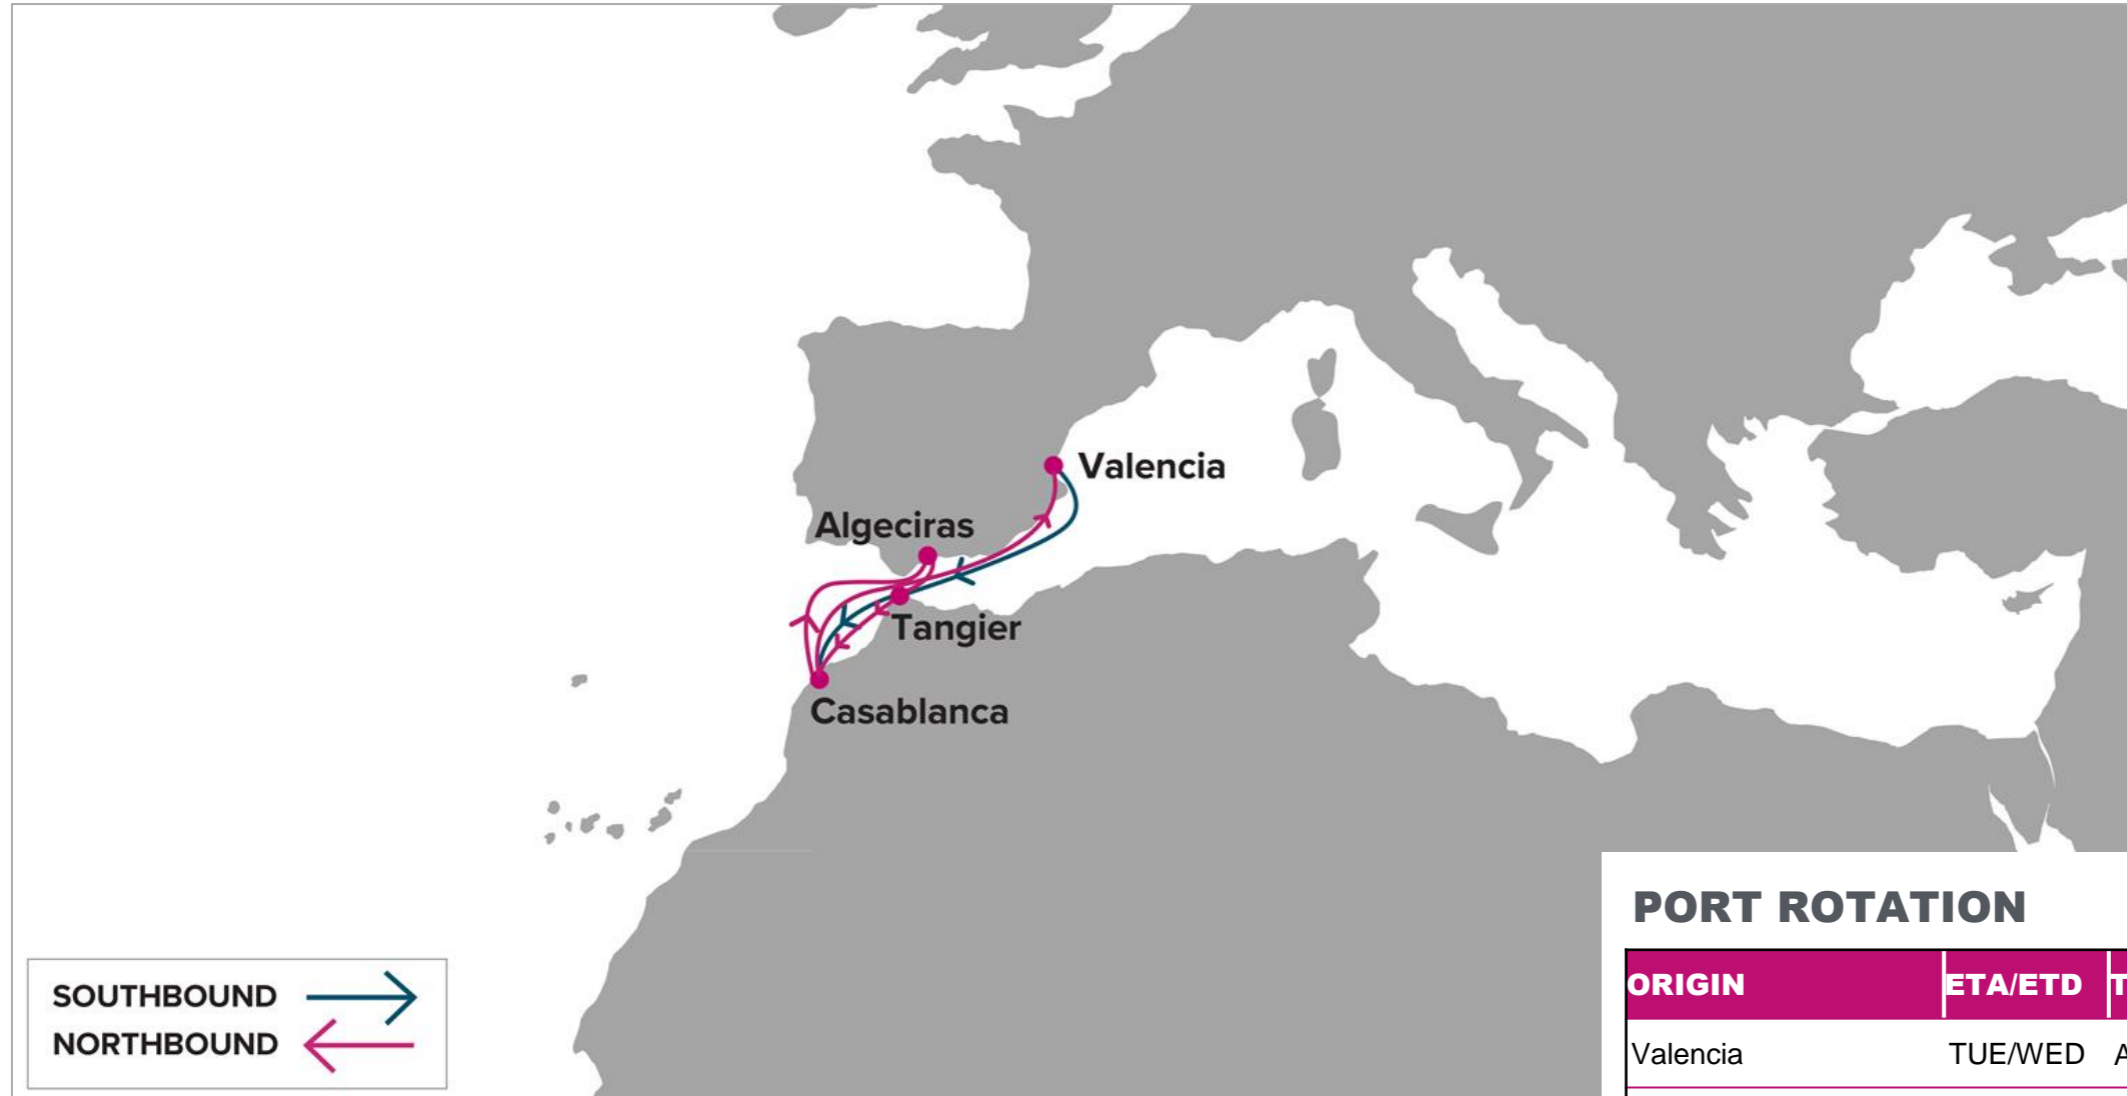 Valencia
Algeciras
Tangier
Casablanca
SOUTHBOUND
NORTHBOUND
PORT ROTATION
ORIGIN ETA/ETD
Valencia TUE/WED